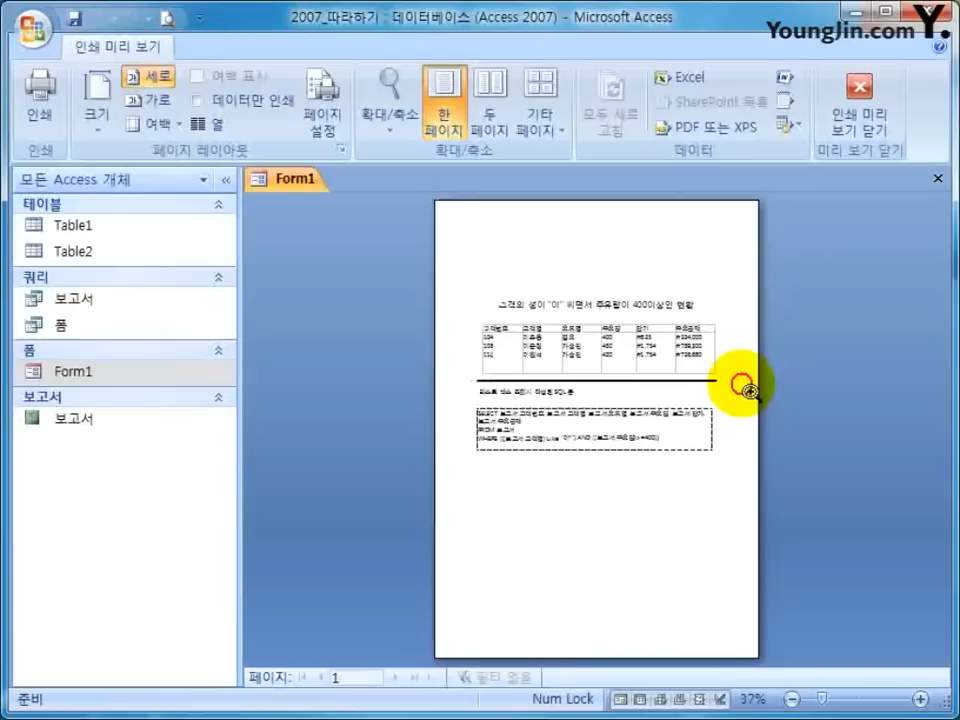 2007_따라하기 : 데이터베이스 (Access 2007) - Microsoft Access
YoungJin.com Y.
인쇄 미리 보기
인쇄
크기
세로
가로
여백
여백 표시
데이터만 인쇄
열
페이지 설정
확대/축소
한 페이지
두 페이지
기타 페이지
모두 새로 고침
Excel
SharePoint 목록
PDF 또는 XPS
인쇄 미리 보기 닫기
인쇄
페이지 레이아웃
확대/축소
데이터
미리 보기 닫기
모든 Access 개체
테이블
Table1
Table2
쿼리
보고서
폼
폼
Form1
보고서
보고서
Form1
고객의 성이 "이" 씨면서 주유량이 400이상인 현황
페이지:
1
필터 없음
준비
Num Lock
37%